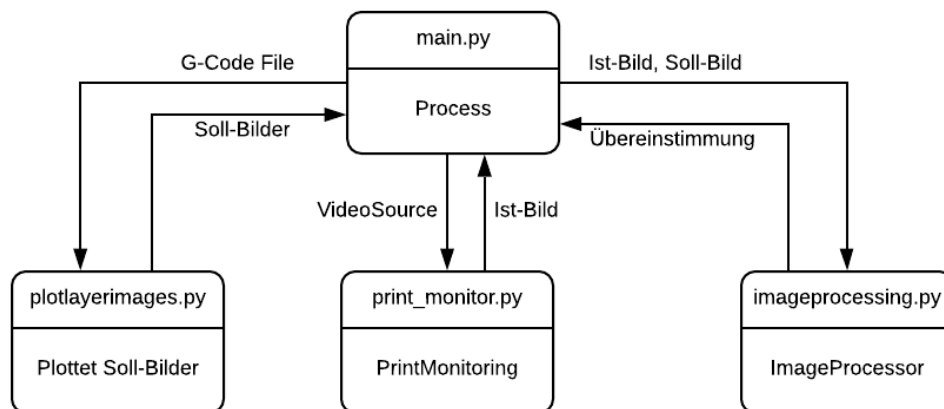 main.py
G-Code File
Ist-Bild, Soll-Bild
Process
Soll-Bilder
Übereinstimmung
VideoSource
Ist-Bild
plotlayerimages.py
print_monitor.py
imageprocessing.py
Plottet Soll-Bilder
PrintMonitoring
ImageProcessor